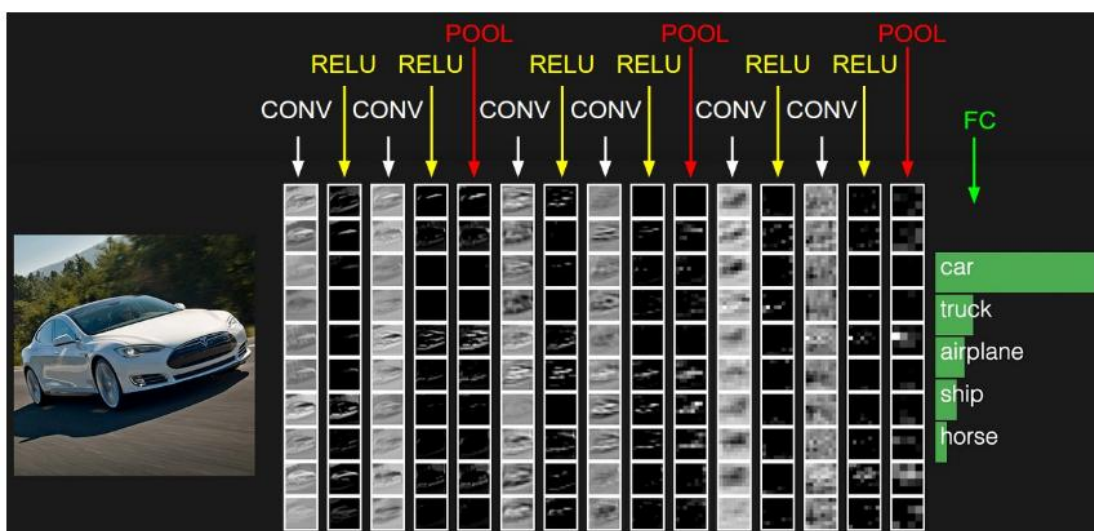 POOL POOL POOL
RELU RELU RELU RELU RELU RELU
CONV CONV CONV CONV CONV CONV FC
car
truck
airplane
ship
horse